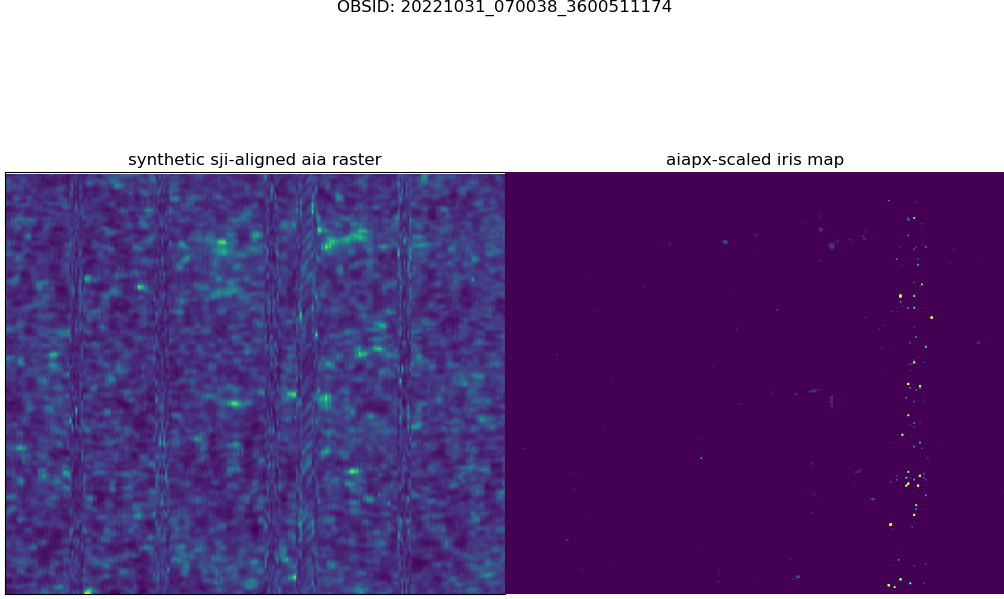 OBSID: 20221031_070038_3600511174
synthetic sji-aligned aia raster
aiapx-scaled iris map